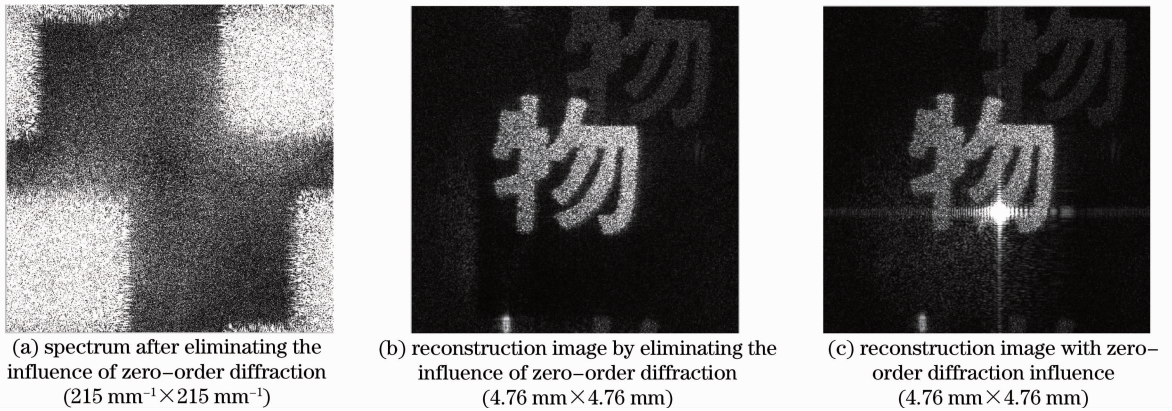 物
物
物
物
(a) spectrum after eliminating the
influence of zero-order diffraction
(215 mm⁻¹×215 mm⁻¹)
(b) reconstruction image by eliminating the
influence of zero-order diffraction
(4.76 mm×4.76 mm)
(c) reconstruction image with zero-
order diffraction influence
(4.76 mm×4.76 mm)